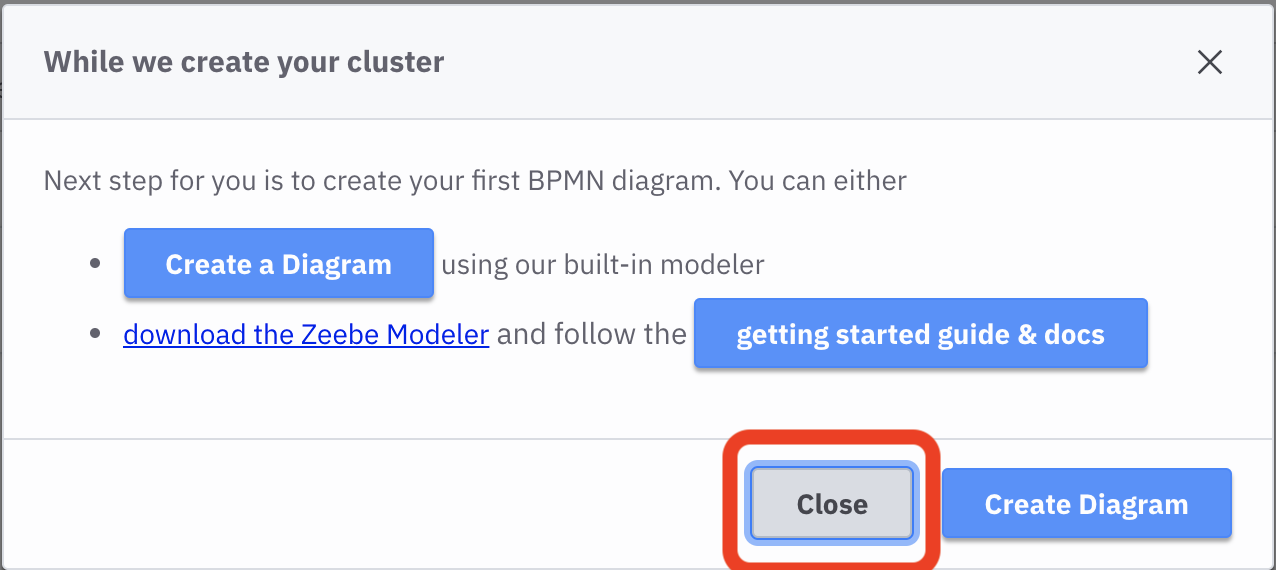 While we create your cluster
Next step for you is to create your first BPMN diagram. You can either
Create a Diagram using our built-in modeler
download the Zeebe Modeler and follow the getting started guide & docs
Close Create Diagram